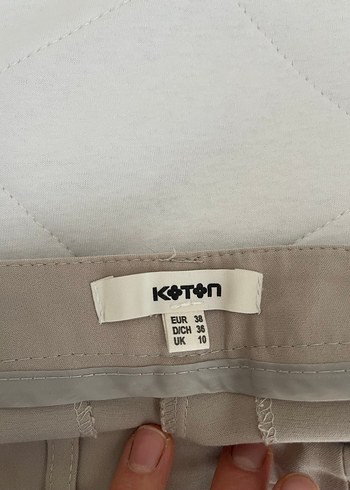 KOTON
EUR 38
D/CH 36
UK 10